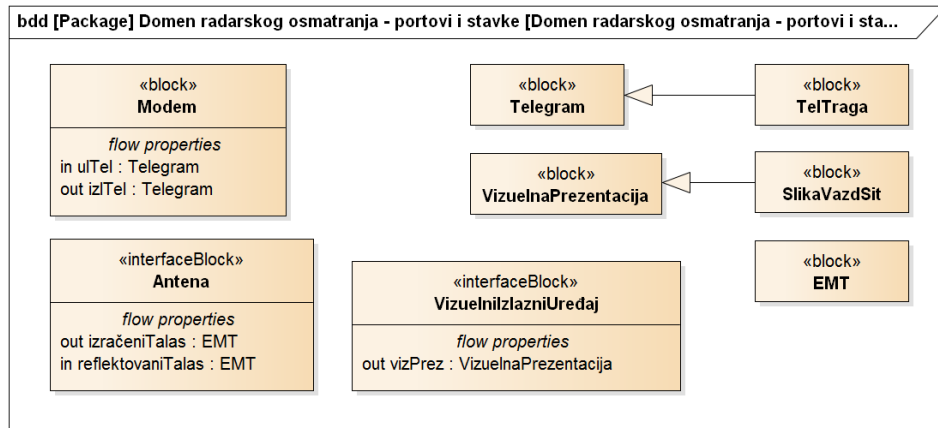 bdd [Package] Domen radarskog osmatranja - portovi i stavke [Domen radarskog osmatranja - portovi i sta...
«block»
Modem
flow properties
in ulTel : Telegram
out izlTel : Telegram
«block»
Telegram
«block»
TelTraga
«block»
VizuelnaPrezentacija
«block»
SlikaVazdSit
«interfaceBlock»
Antena
flow properties
out izračeniTalas : EMT
in reflektovaniTalas : EMT
«interfaceBlock»
VizuelniIzlazniUređaj
flow properties
out vizPrez : VizuelnaPrezentacija
«block»
EMT